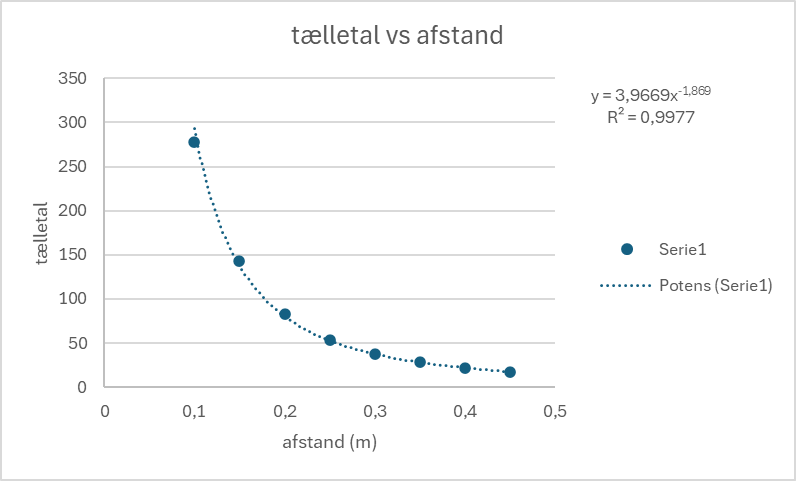 tælletal vs afstand
y = 3,9669x^-1,869
R² = 0,9977
350
300
250
200
150
100
50
0
tælletal
0 0,1 0,2 0,3 0,4 0,5
afstand (m)
Serie1
Potens (Serie1)